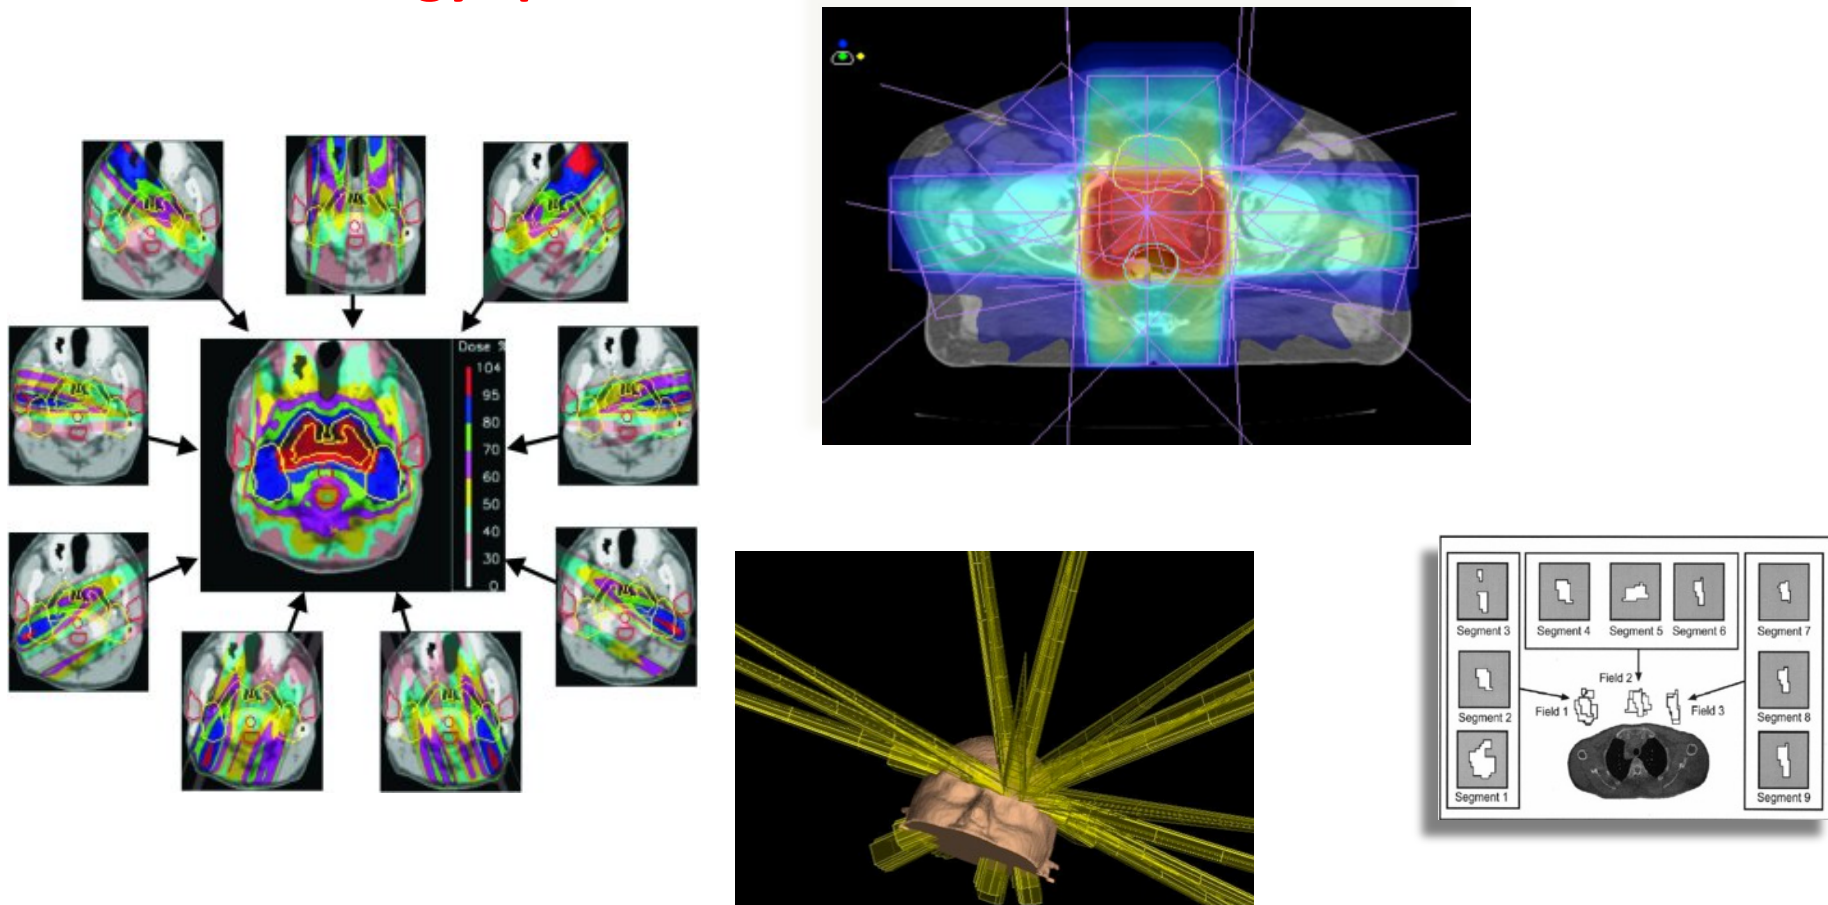 Dose %
104
95
80
70
60
50
40
30
0
Segment 3
Segment 4
Segment 5
Segment 6
Segment 7
Segment 2
Field 1
Field 2
Field 3
Segment 8
Segment 1
Segment 9